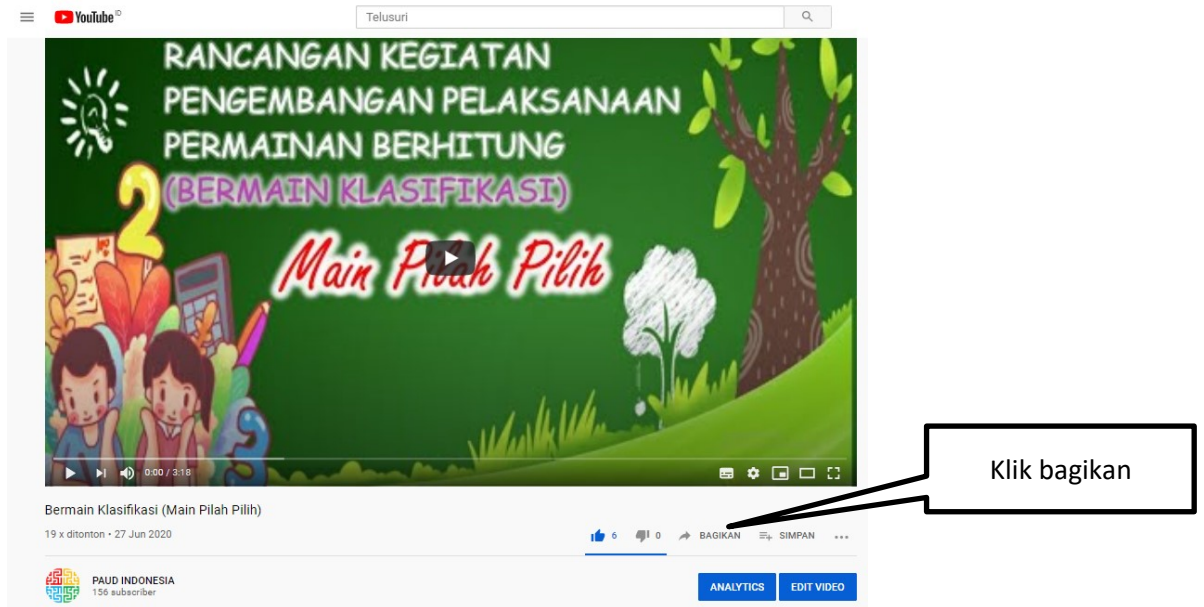 YouTube ID
Telusuri
RANCANGAN KEGIATAN
PENGEMBANGAN PELAKSANAAN
PERMAINAN BERHITUNG
(BERMAIN KLASIFIKASI)
Main Pilah Pilih
2
3
0:00 / 3:18
Klik bagikan
Bermain Klasifikasi (Main Pilah Pilih)
19 x ditonton • 27 Jun 2020
6 0 BAGIKAN SIMPAN
PAUD INDONESIA
156 subscriber
ANALYTICS EDIT VIDEO